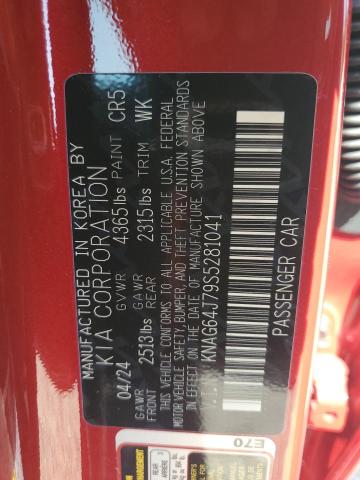 MANUFACTURED IN KOREA BY
KIA CORPORATION
04/24 GVWR 4365lbs PAINT CR5
GAWR FRONT 2513lbs GAWR REAR 2315lbs TRIM WK
THIS VEHICLE CONFORMS TO ALL APPLICABLE U.S.A. FEDERAL
MOTOR VEHICLE SAFETY, BUMPER, AND THEFT PREVENTION STANDARDS
IN EFFECT ON THE DATE OF MANUFACTURE SHOWN ABOVE
KNAG64J79S5281041
PASSENGER CAR
E70
REAR
ARRIERE